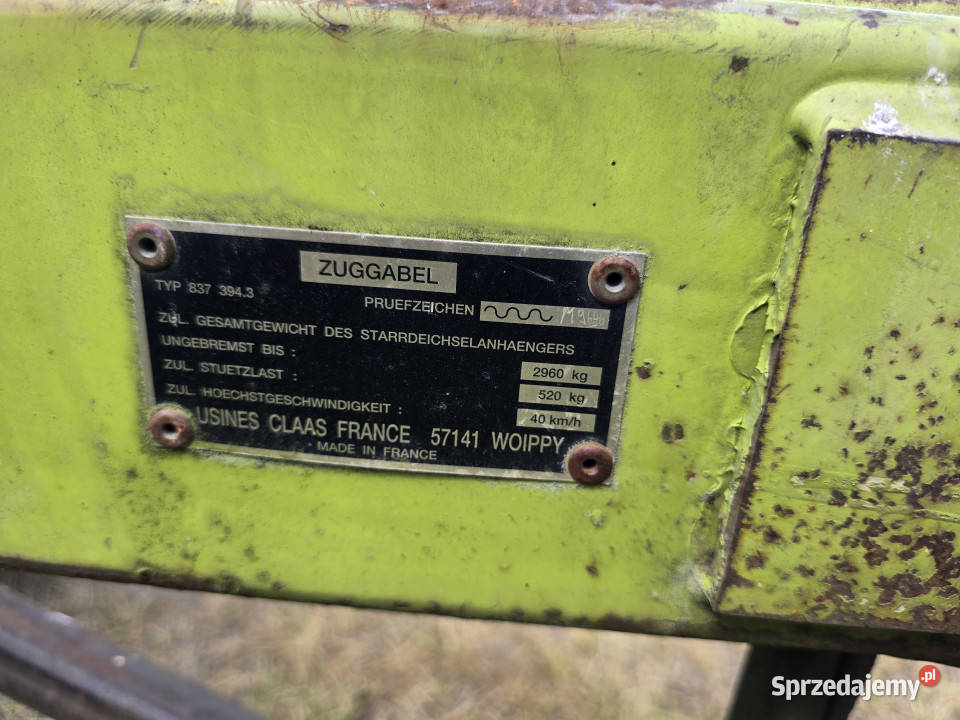 ZUGGABEL
TYP 837 394.3
PRUEFZEICHEN
ZUL. GESAMTGEWICHT DES STARRDEICHSELANHAENGERS
UNGEBREMST BIS : 2960 kg
ZUL. STUETZLAST : 520 kg
ZUL. HOECHSTGESCHWINDIGKEIT : 40 km/h
USINES CLAAS FRANCE 57141 WOIPPY
MADE IN FRANCE
Sprzedajemy.pl